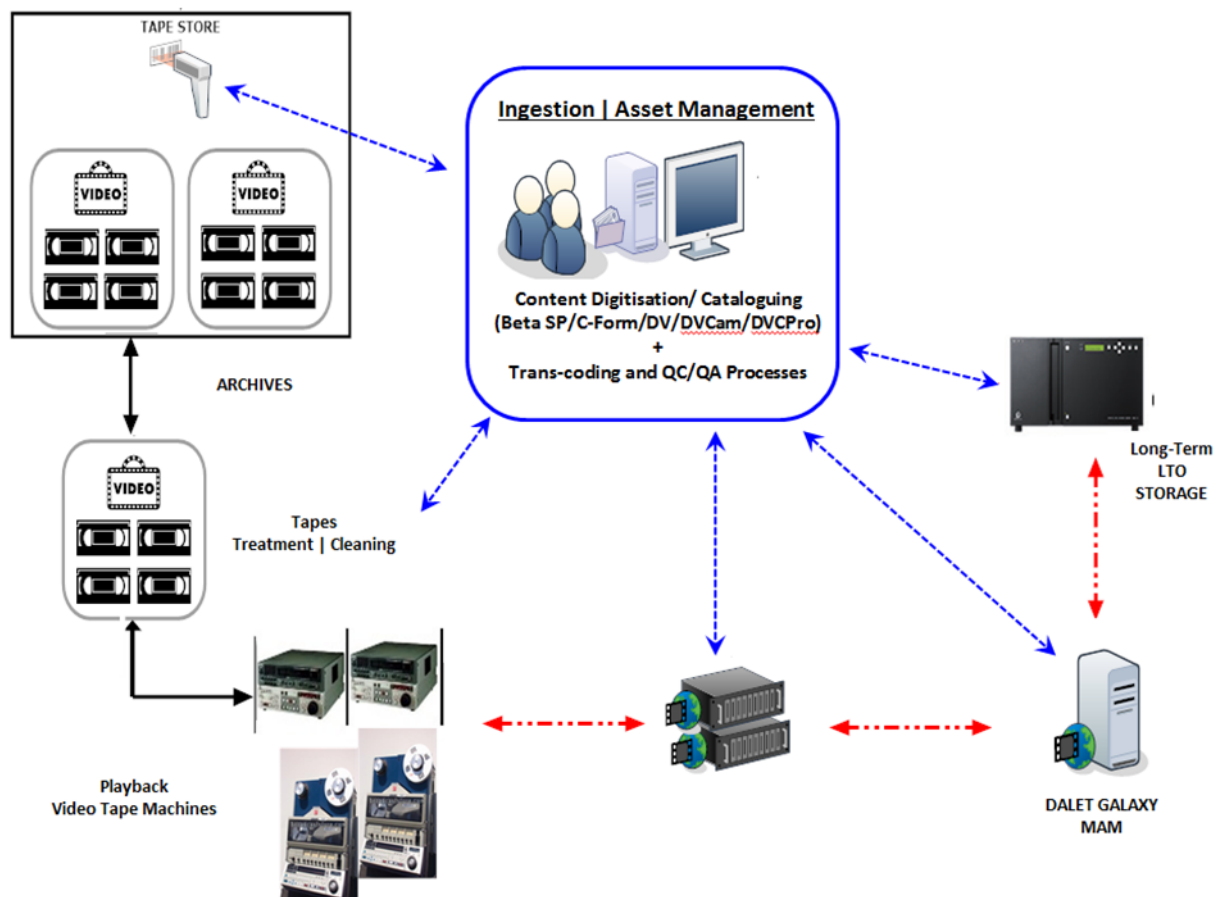 TAPE STORE
VIDEO
VIDEO
Ingestion | Asset Management
Content Digitisation/ Cataloguing
(Beta SP/C-Form/DV/DVCam/DVCPro)
+
Trans-coding and QC/QA Processes
ARCHIVES
VIDEO
Tapes
Treatment | Cleaning
Long-Term
LTO
STORAGE
Playback
Video Tape Machines
DALET GALAXY
MAM